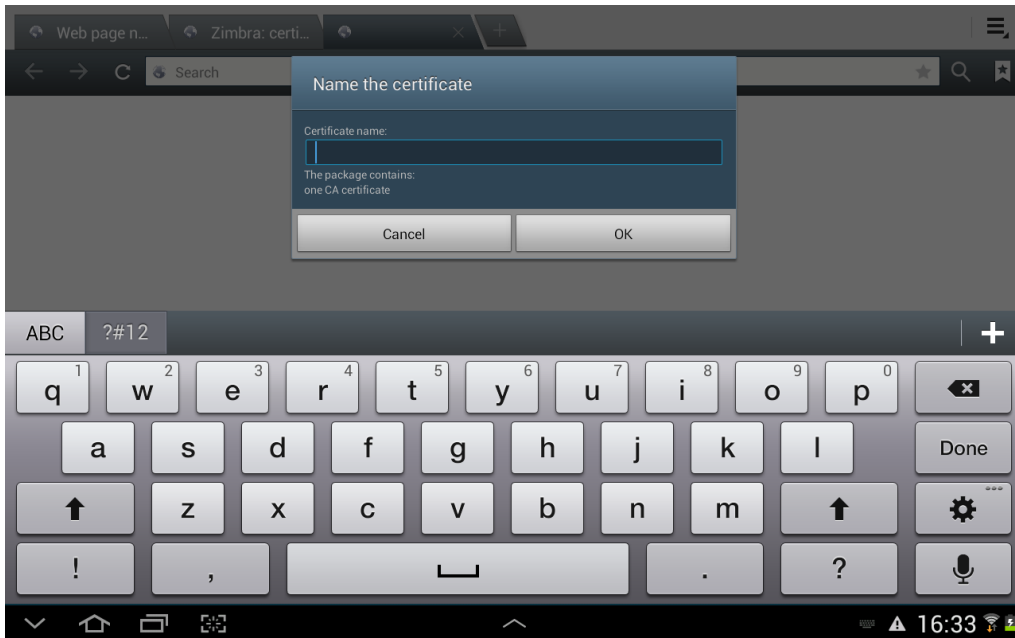 Web page n...
Zimbra: certi...
Search
Name the certificate
Certificate name:
The package contains:
one CA certificate
Cancel
OK
ABC
?#12
q 1 w 2 e 3 r 4 t 5 y 6 u 7 i 8 o 9 p 0
a s d f g h j k l Done
z x c v b n m
! , . ?
16:33